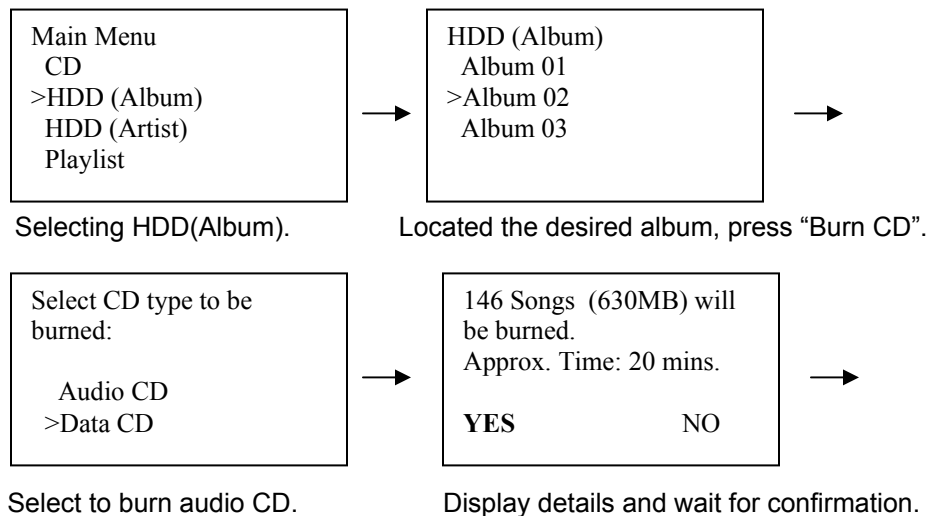 Main Menu
CD
>HDD (Album)
HDD (Artist)
Playlist
Selecting HDD(Album).
HDD (Album)
Album 01
>Album 02
Album 03
Located the desired album, press “Burn CD”.
Select CD type to be
burned:
Audio CD
>Data CD
Select to burn audio CD.
146 Songs (630MB) will
be burned.
Approx. Time: 20 mins.
YES NO
Display details and wait for confirmation.